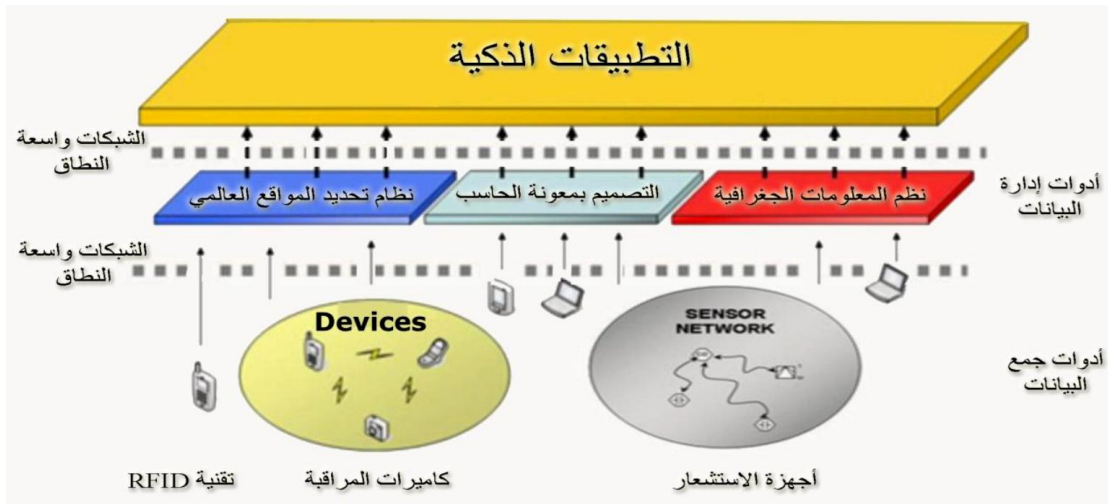 التطبيقات الذكية
الشبكات واسعة
النطاق
أدوات إدارة
البيانات
نظم المعلومات الجغرافية
التصميم بمعونة الحاسب
نظام تحديد المواقع العالمي
الشبكات واسعة
النطاق
SENSOR
NETWORK
Devices
أدوات جمع
البيانات
أجهزة الاستشعار
كاميرات المراقبة
تقنية RFID